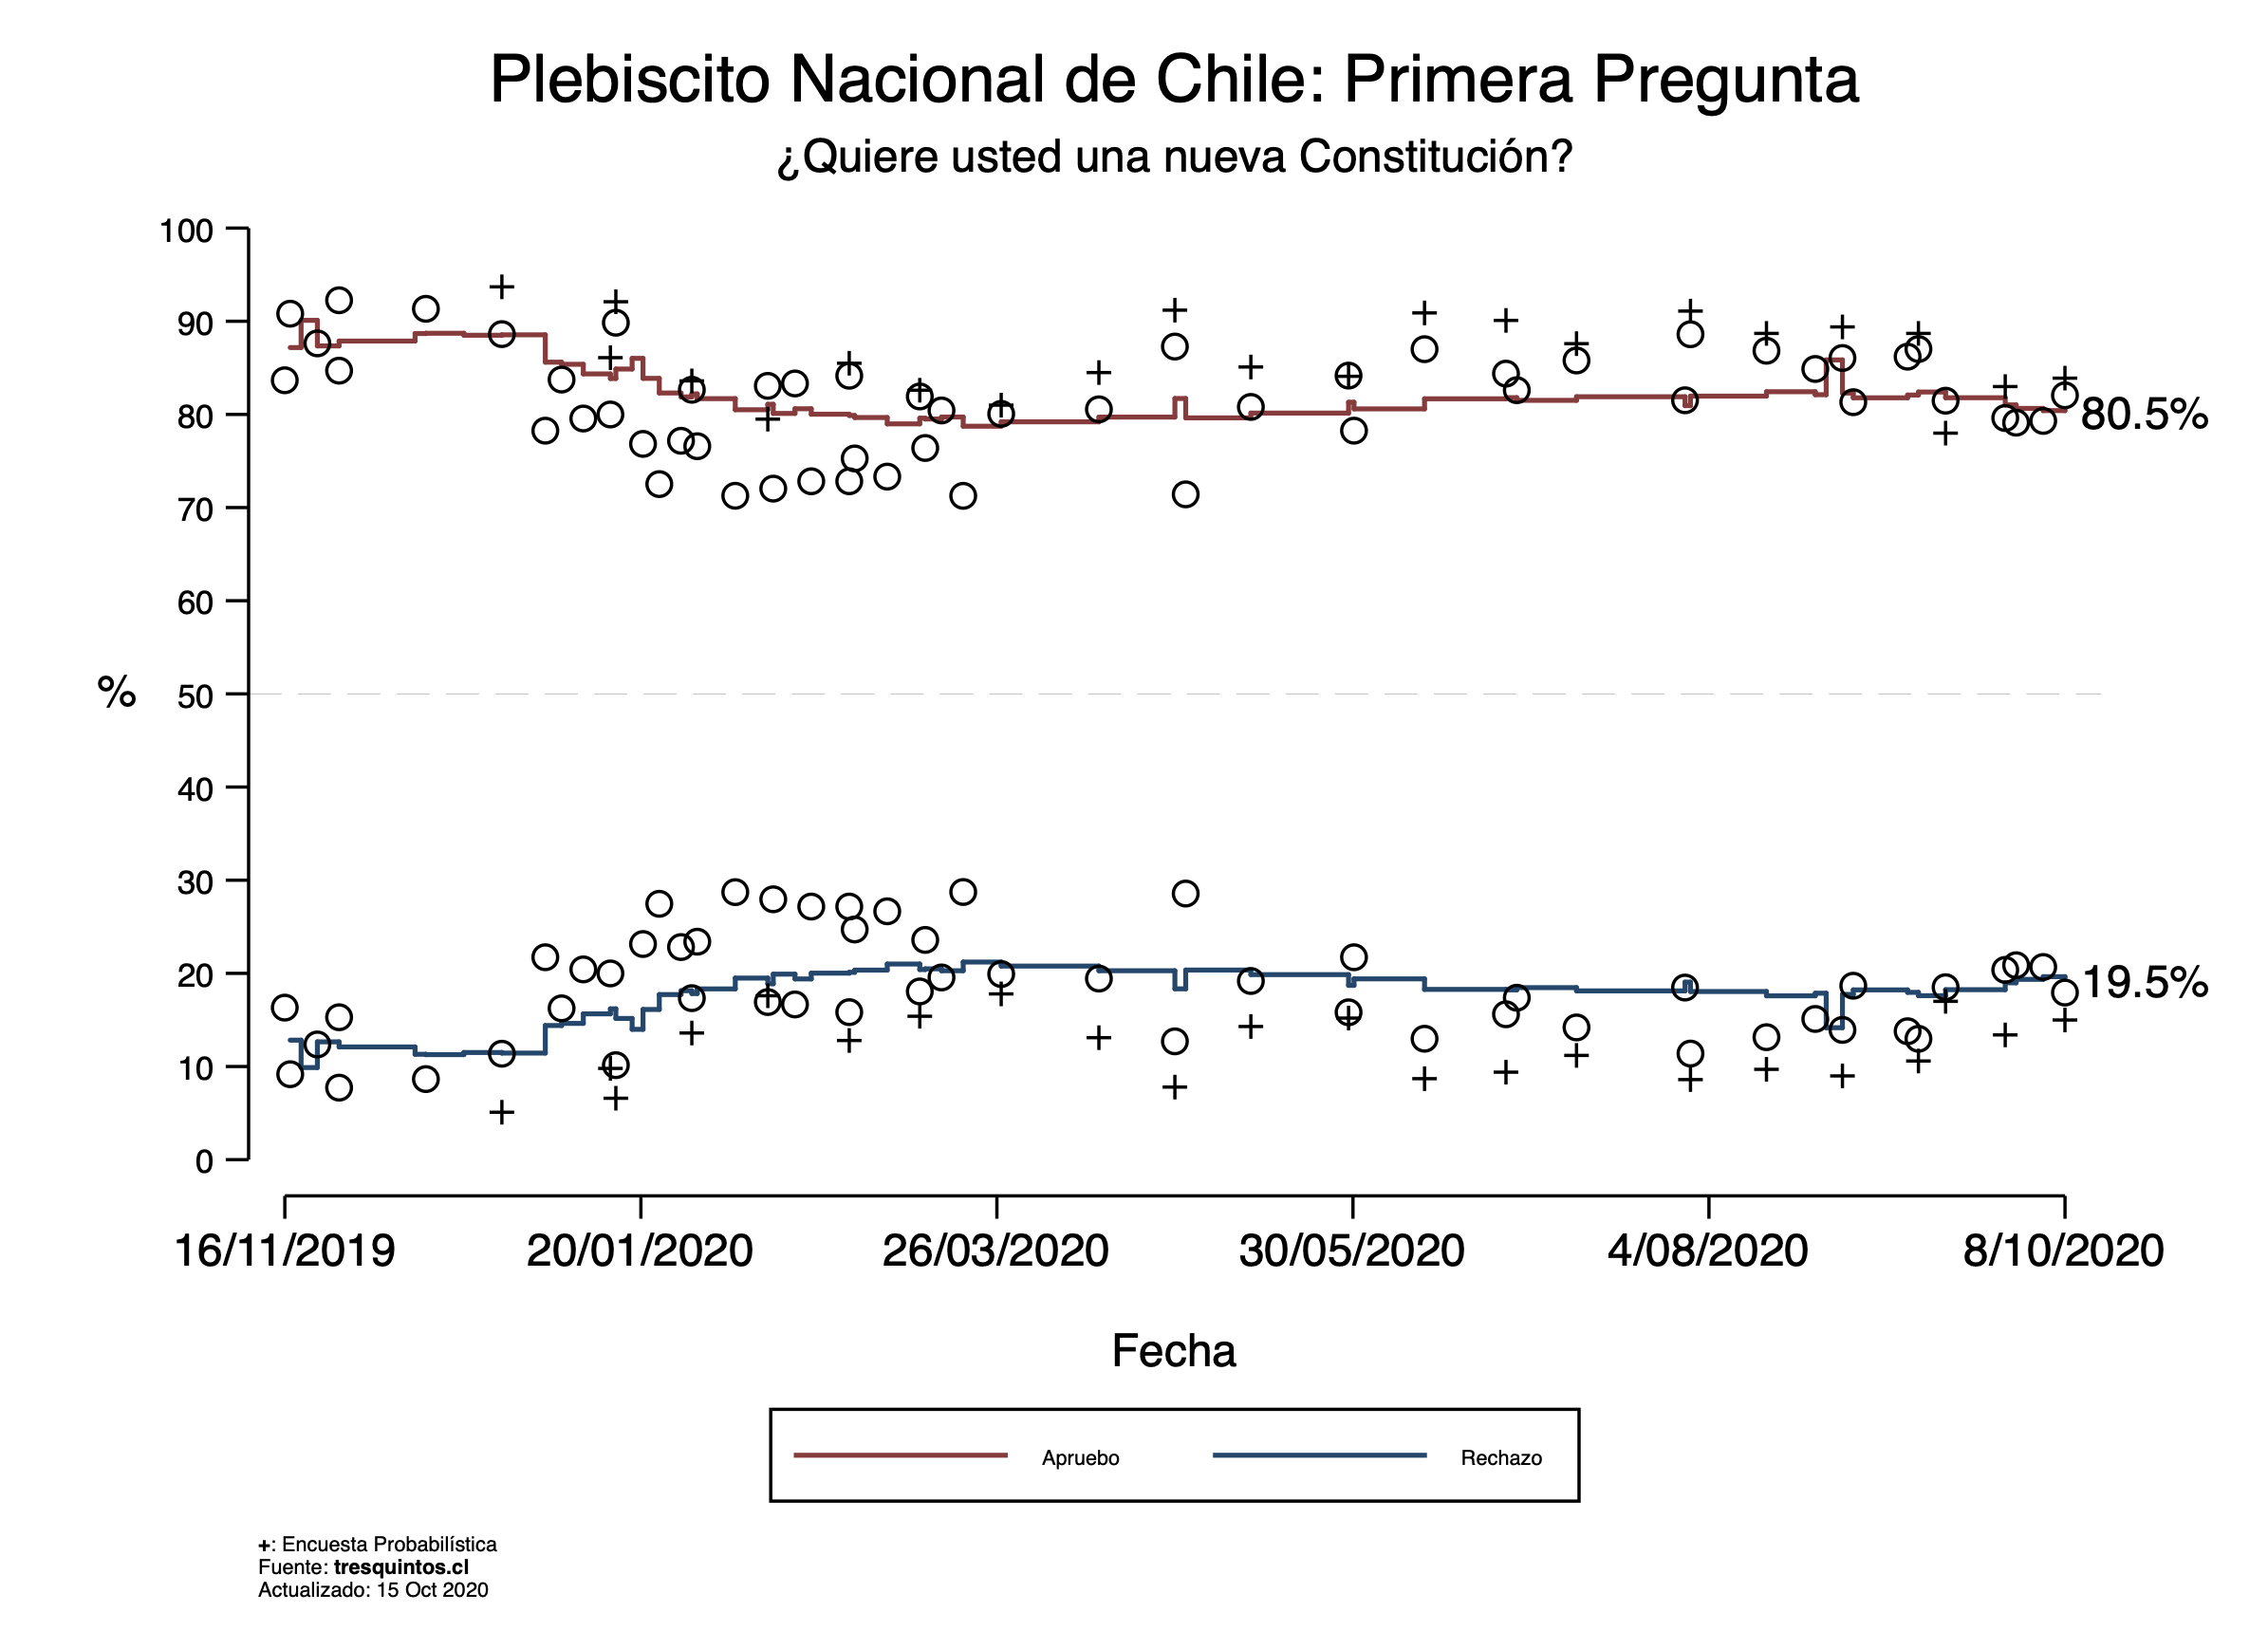 Plebiscito Nacional de Chile: Primera Pregunta
¿Quiere usted una nueva Constitución?
100
90
80
70
60
50
40
30
20
10
0
%
80.5%
19.5%
16/11/2019 20/01/2020 26/03/2020 30/05/2020 4/08/2020 8/10/2020
Fecha
Apruebo Rechazo
+: Encuesta Probabilística
Fuente: tresquintos.cl
Actualizado: 15 Oct 2020